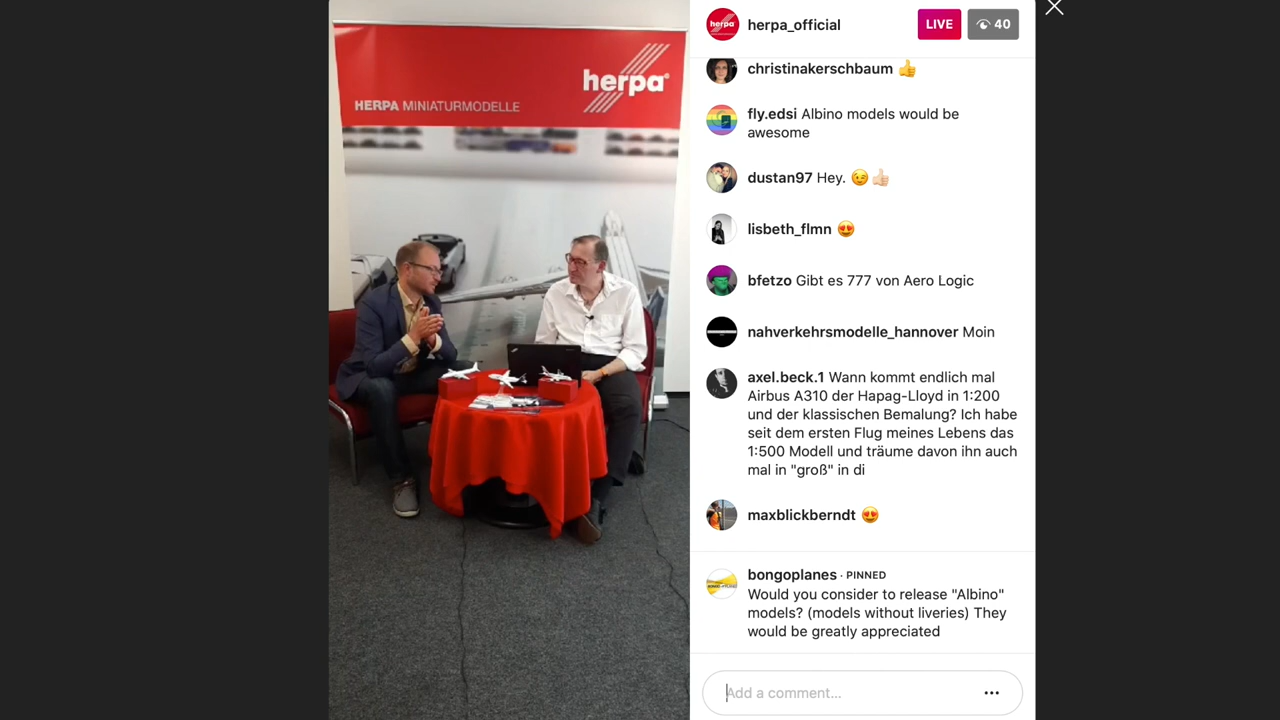 herpa
HERPA MINIATURMODELLE
herpa
herpa_official
LIVE
40
christinakerschbaum 👍
fly.edsi Albino models would be
awesome
dustan97 Hey. 😉👍🏻
lisbeth_flmn 😍
bfetzo Gibt es 777 von Aero Logic
nahverkehrsmodelle_hannover Moin
axel.beck.1 Wann kommt endlich mal
Airbus A310 der Hapag-Lloyd in 1:200
und der klassischen Bemalung? Ich habe
seit dem ersten Flug meines Lebens das
1:500 Modell und träume davon ihn auch
mal in "groß" in di
maxblickberndt 😍
bongoplanes · PINNED
Would you consider to release "Albino"
models? (models without liveries) They
would be greatly appreciated
Add a comment...